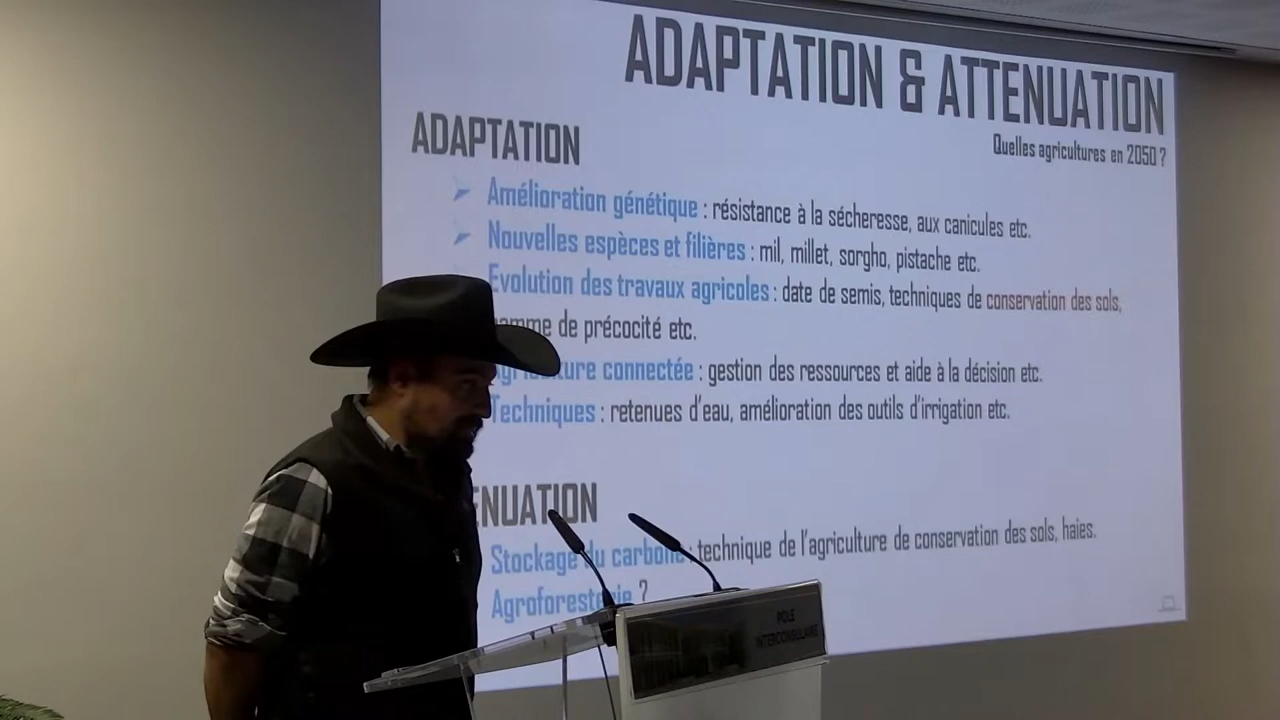 ADAPTATION & ATTENUATION
Quelles agricultures en 2050 ?
ADAPTATION
Amélioration génétique : résistance à la sécheresse, aux canicules etc.
Nouvelles espèces et filières : mil, millet, sorgho, pistache etc.
Evolution des travaux agricoles : date de semis, techniques de conservation des sols,
de précocité etc.
connectée : gestion des ressources et aide à la décision etc.
Techniques : retenues d'eau, amélioration des outils d'irrigation etc.
ENUATION
Stockage du carbone : technique de l'agriculture de conservation des sols, haies.
Agroforesterie ?
POLE
INTERCONSULAIRE